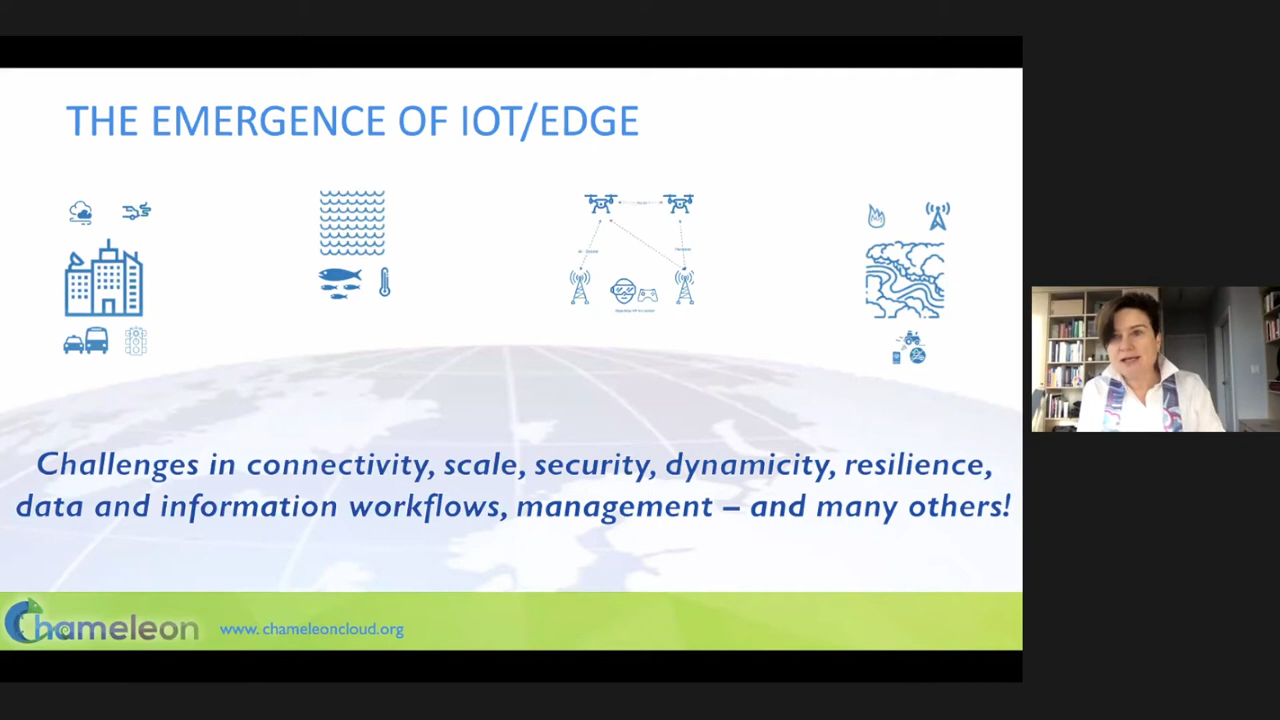 THE EMERGENCE OF IOT/EDGE
Challenges in connectivity, scale, security, dynamicity, resilience,
data and information workflows, management – and many others!
Chameleon
www. chameleoncloud.org